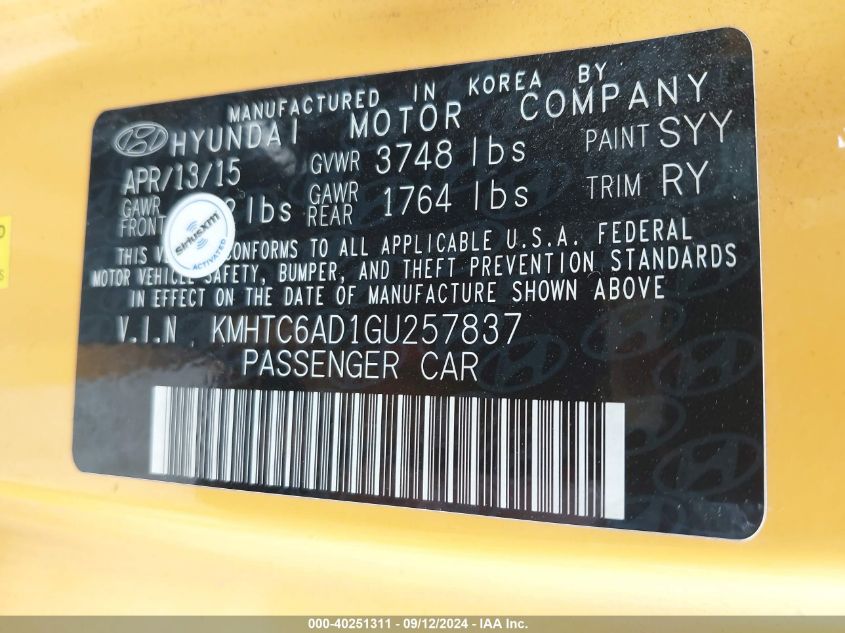 MANUFACTURED IN KOREA BY
HYUNDAI MOTOR COMPANY
APR/13/15 GVWR 3748 lbs PAINT SYY
GAWR FRONT lbs GAWR REAR 1764 lbs TRIM RY
SIUSXM
ACTIVATED
THIS CONFORMS TO ALL APPLICABLE U.S.A. FEDERAL
MOTOR VEHICLE SAFETY, BUMPER, AND THEFT PREVENTION STANDARDS
IN EFFECT ON THE DATE OF MANUFACTURE SHOWN ABOVE
V.I.N KMHTC6AD1GU257837
PASSENGER CAR
000-40251311 - 09/12/2024 - IAA Inc.